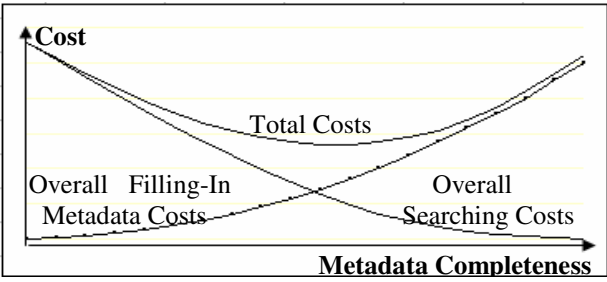 Cost
Total Costs
Overall Filling-In
Metadata Costs
Overall
Searching Costs
Metadata Completeness